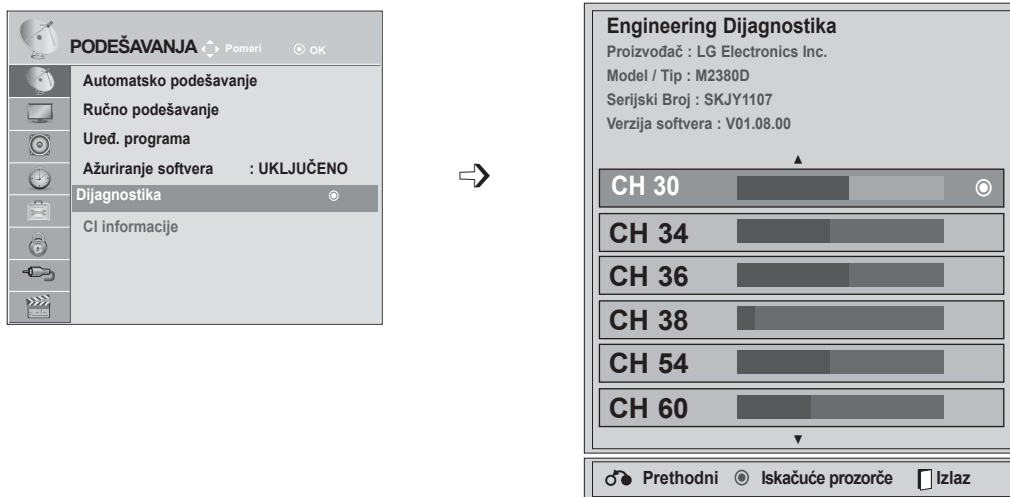 PODEŠAVANJA Pomeri OK
Automatsko podešavanje
Ručno podešavanje
Uređ. programa
Ažuriranje softvera : UKLJUČENO
Dijagnostika
CI informacije
Engineering Dijagnostika
Proizvođač : LG Electronics Inc.
Model / Tip : M2380D
Serijski Broj : SKJY1107
Verzija softvera : V01.08.00
CH 30
CH 34
CH 36
CH 38
CH 54
CH 60
Prethodni Iskačuće prozorče Izlaz